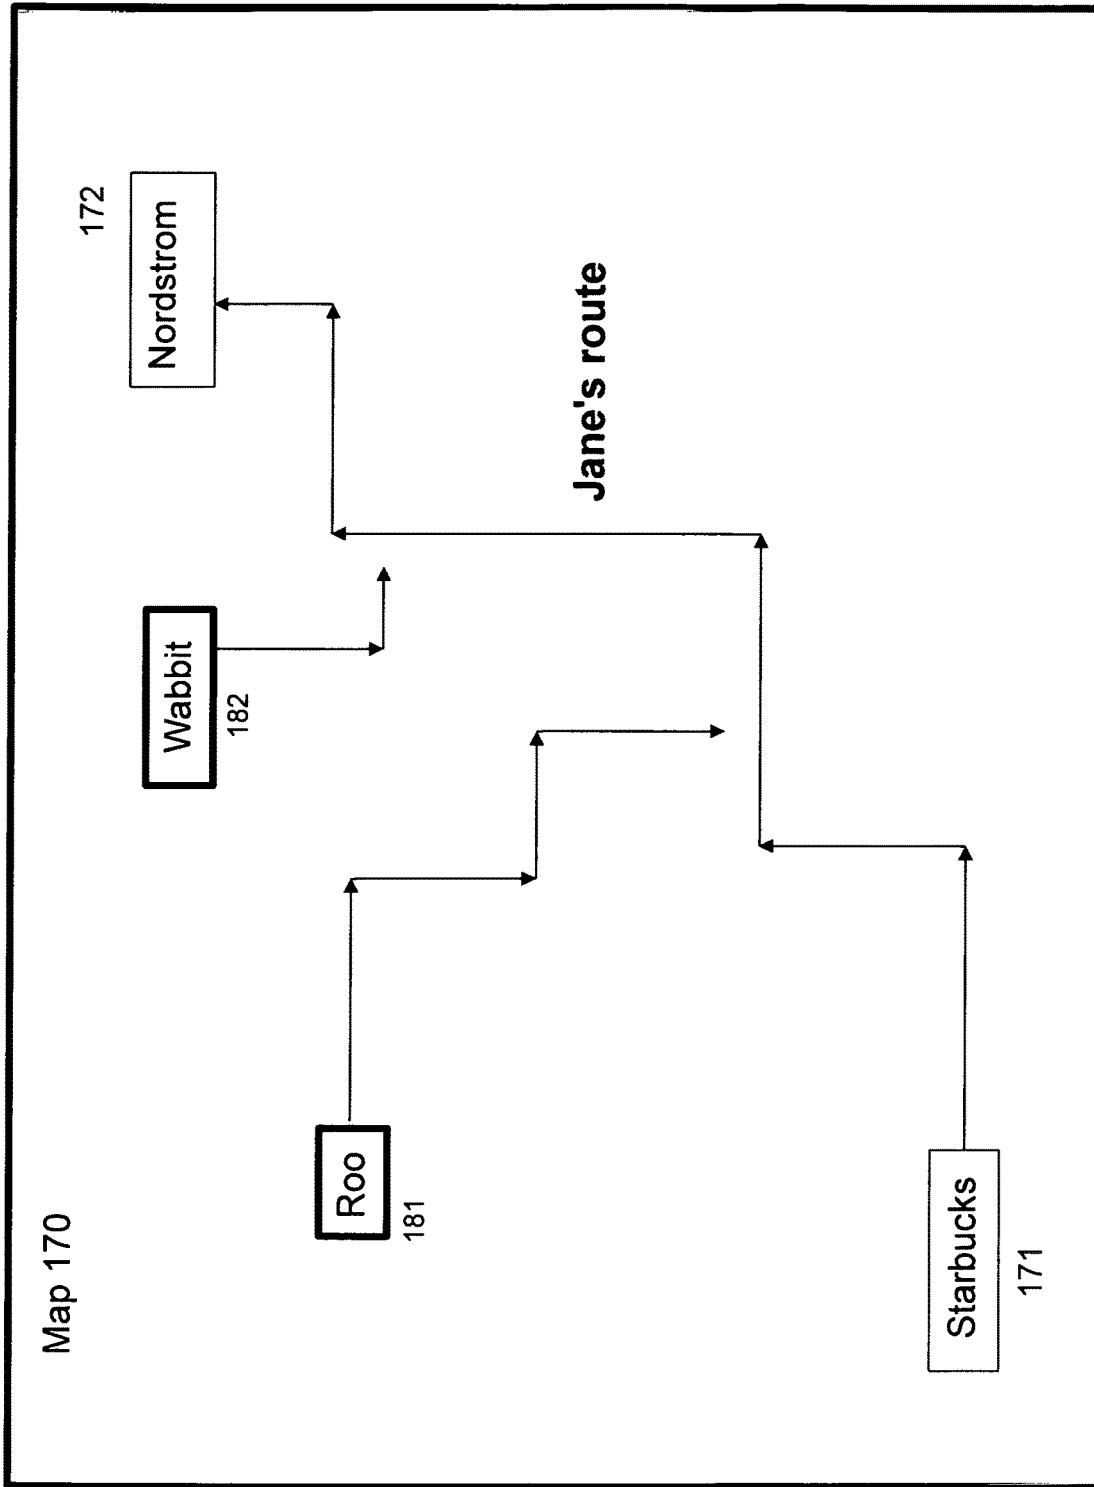 Map 170
172
Nordstrom
Wabbit
182
Roo
181
Jane's route
Starbucks
171